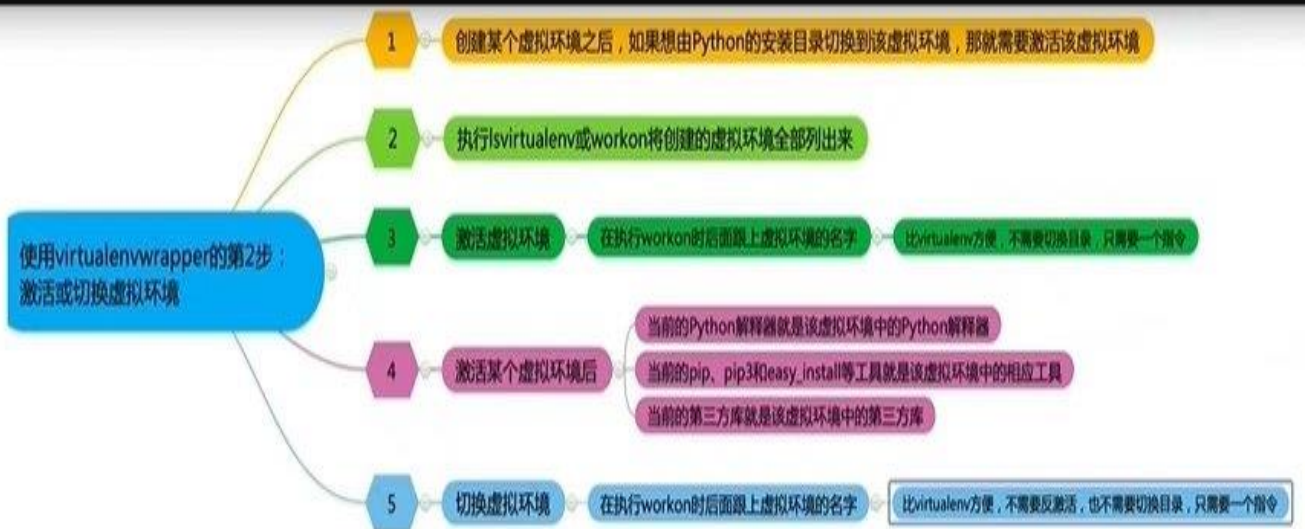 使用virtualenvwrapper的第2步：
激活或切换虚拟环境
1
创建某个虚拟环境之后，如果想由Python的安装目录切换到该虚拟环境，那就需要激活该虚拟环境
2
执行lsvirtualenv或workon将创建的虚拟环境全部列出来
3
激活虚拟环境
在执行workon时后面跟上虚拟环境的名字
比virtualenv方便，不需要切换目录，只需要一个指令
4
激活某个虚拟环境后
当前的Python解释器就是该虚拟环境中的Python解释器
当前的pip、pip3和easy_install等工具就是该虚拟环境中的相应工具
当前的第三方库就是该虚拟环境中的第三方库
5
切换虚拟环境
在执行workon时后面跟上虚拟环境的名字
比virtualenv方便，不需要反激活，也不需要切换目录，只需要一个指令